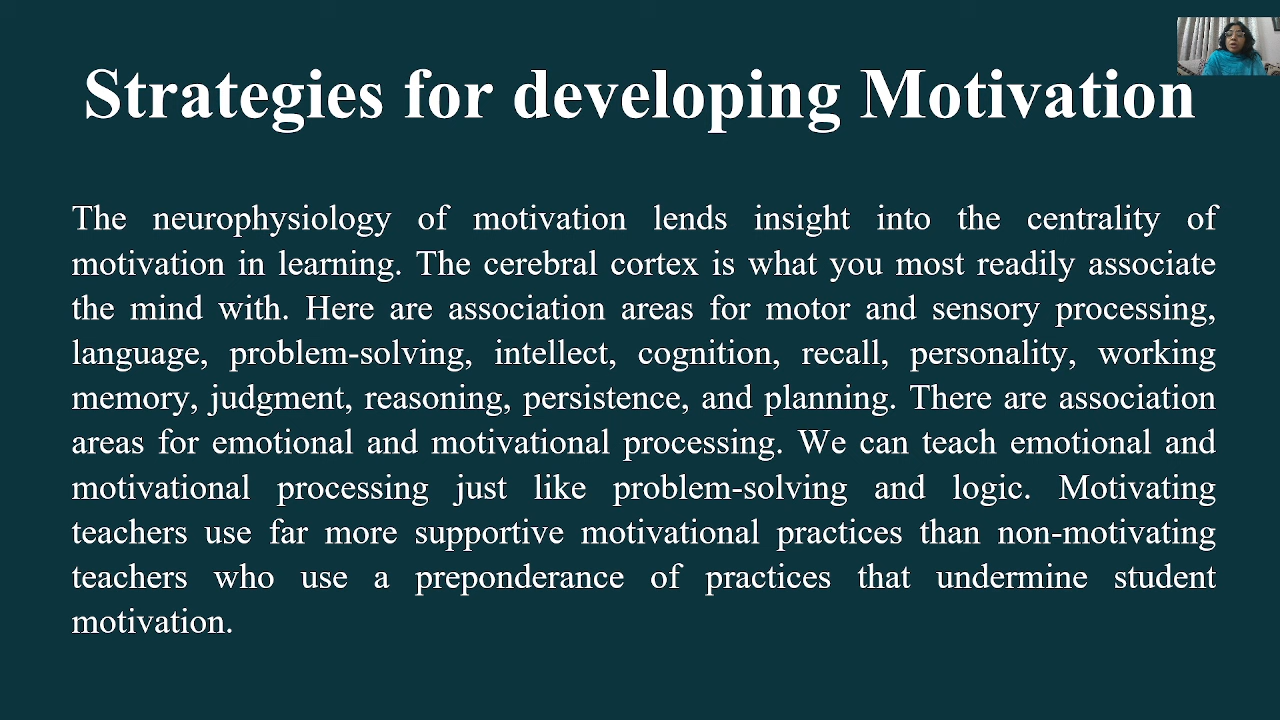 Strategies for developing Motivation
The neurophysiology of motivation lends insight into the centrality of
motivation in learning. The cerebral cortex is what you most readily associate
the mind with. Here are association areas for motor and sensory processing,
language, problem-solving, intellect, cognition, recall, personality, working
memory, judgment, reasoning, persistence, and planning. There are association
areas for emotional and motivational processing. We can teach emotional and
motivational processing just like problem-solving and logic. Motivating
teachers use far more supportive motivational practices than non-motivating
teachers who use a preponderance of practices that undermine student
motivation.